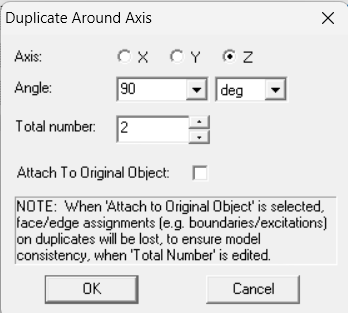 Duplicate Around Axis
Axis: X Y Z
Angle: 90 deg
Total number: 2
Attach To Original Object:
NOTE: When 'Attach to Original Object' is selected,
face/edge assignments (e.g. boundaries/excitations)
on duplicates will be lost, to ensure model
consistency, when 'Total Number' is edited.
OK Cancel